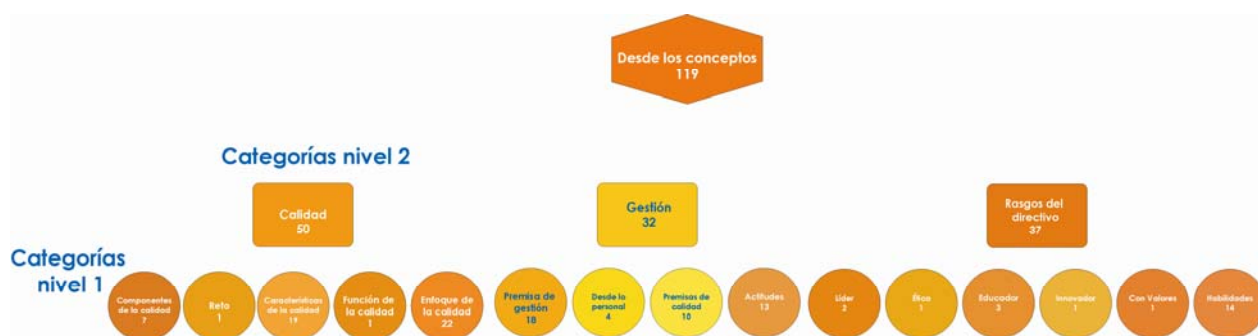 Desde los conceptos
119
Categorías nivel 2
Calidad
50
Gestión
32
Rasgos del
directivo
37
Categorías
nivel 1
Componentes
de la calidad
7
Reto
1
Características
de la calidad
19
Función de
la calidad
1
Enfoque de
la calidad
22
Premisa de
gestión
18
Desde lo
personal
4
Premisas de
calidad
10
Actitudes
13
Líder
2
Ético
1
Educador
3
Innovador
1
Con Valores
1
Habilidades
14